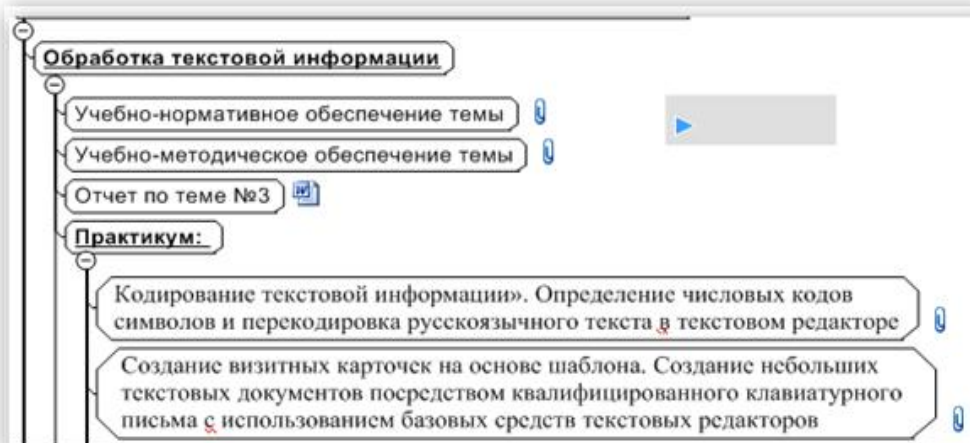 Обработка текстовой информации
Учебно-нормативное обеспечение темы
Учебно-методическое обеспечение темы
Отчет по теме №3
Практикум:
Кодирование текстовой информации». Определение числовых кодов
символов и перекодировка русскоязычного текста в текстовом редакторе
Создание визитных карточек на основе шаблона. Создание небольших
текстовых документов посредством квалифицированного клавиатурного
письма с использованием базовых средств текстовых редакторов